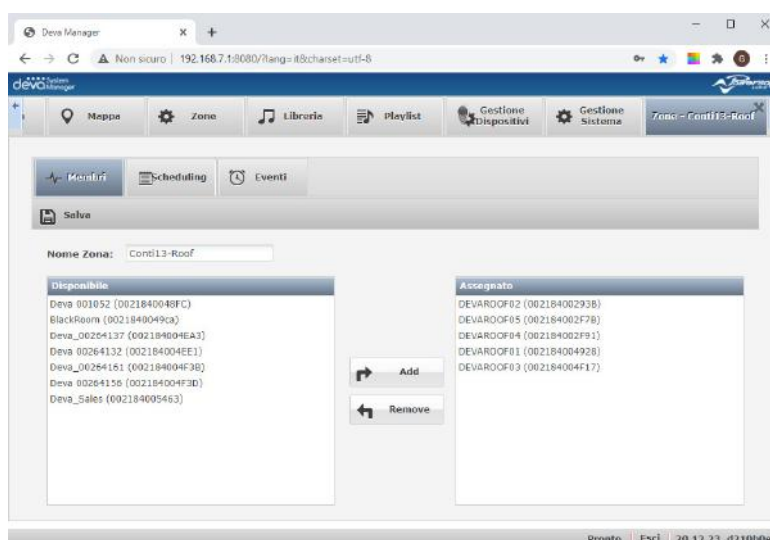 Deva Manager
Non sicuro | 192.168.7.1:8080/?lang=it&charset=utf-8
G
deva System Manager
Mappa
Zone
Libreria
Playlist
Gestione Dispositivi
Gestione Sistema
Zone - Conti13-Roof
Membri
Scheduling
Eventi
Salva
Nome Zona: Conti13-Roof
Disponibile
Deva 001052 (0021840048FC)
BlackRoom (0021840049ca)
Deva_00264137 (002184004EA3)
Deva 00264132 (002184004EE1)
Deva_00264161 (002184004F3B)
Deva 00264156 (002184004F3D)
Deva_Sales (002184005463)
Add
Remove
Assegnato
DEVAROOF02 (00218400293B)
DEVAROOF05 (002184002F7B)
DEVAROOF04 (002184002F91)
DEVAROOF01 (002184004928)
DEVAROOF03 (002184004F17)
Pronto
Esci